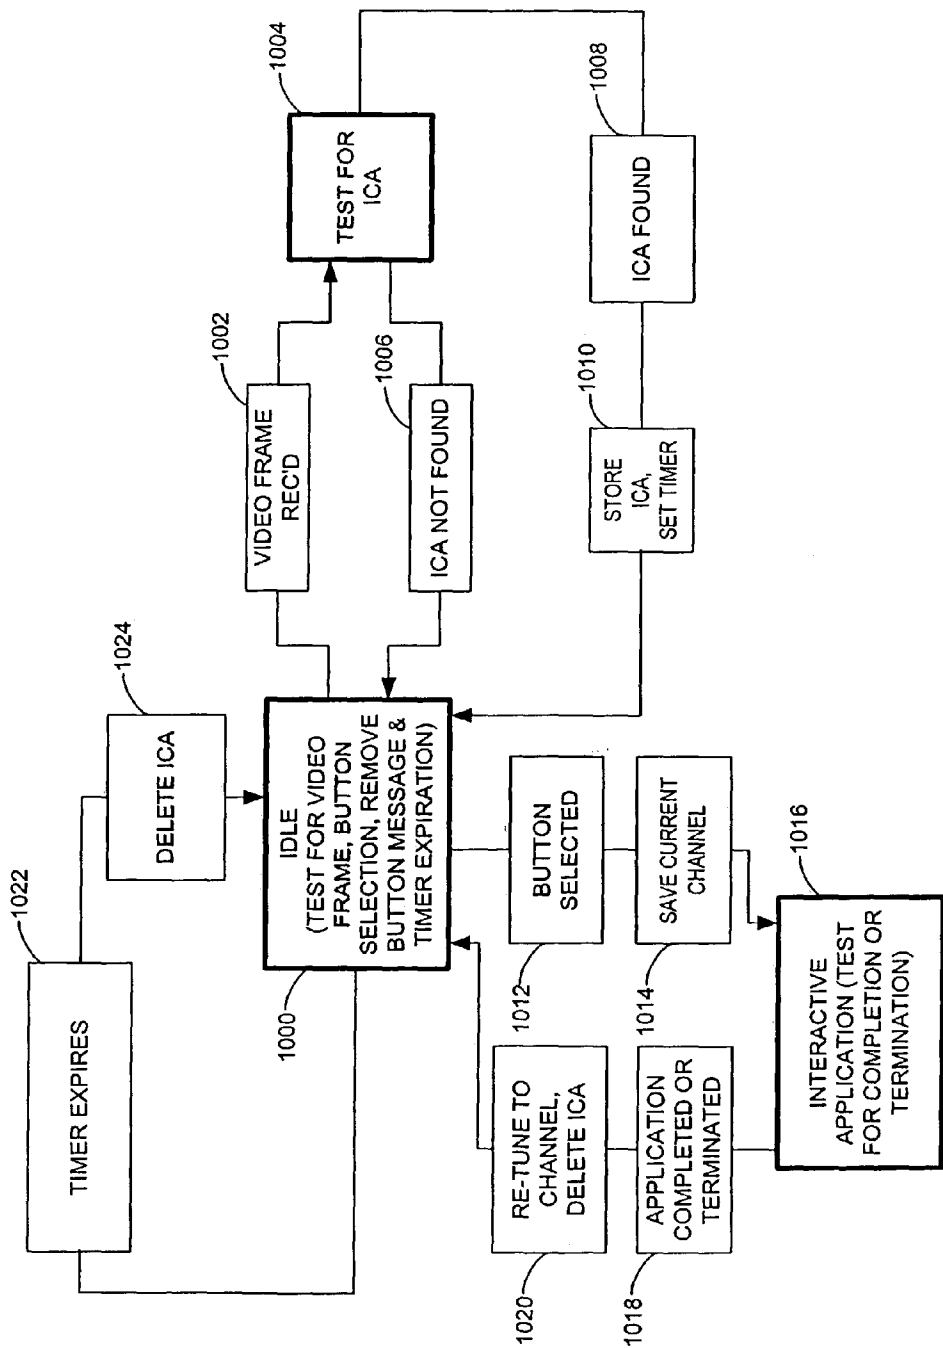 1022
TIMER EXPIRES
1024
DELETE ICA
1000
IDLE
(TEST FOR VIDEO
FRAME, BUTTON
SELECTION, REMOVE
BUTTON MESSAGE &
TIMER EXPIRATION)
1002
VIDEO FRAME
REC'D
1004
TEST FOR
ICA
1006
ICA NOT FOUND
1008
ICA FOUND
1010
STORE
ICA,
SET TIMER
1012
BUTTON
SELECTED
1014
SAVE CURRENT
CHANNEL
1016
INTERACTIVE
APPLICATION (TEST
FOR COMPLETION OR
TERMINATION)
1018
APPLICATION
COMPLETED OR
TERMINATED
1020
RE-TUNE TO
CHANNEL,
DELETE ICA